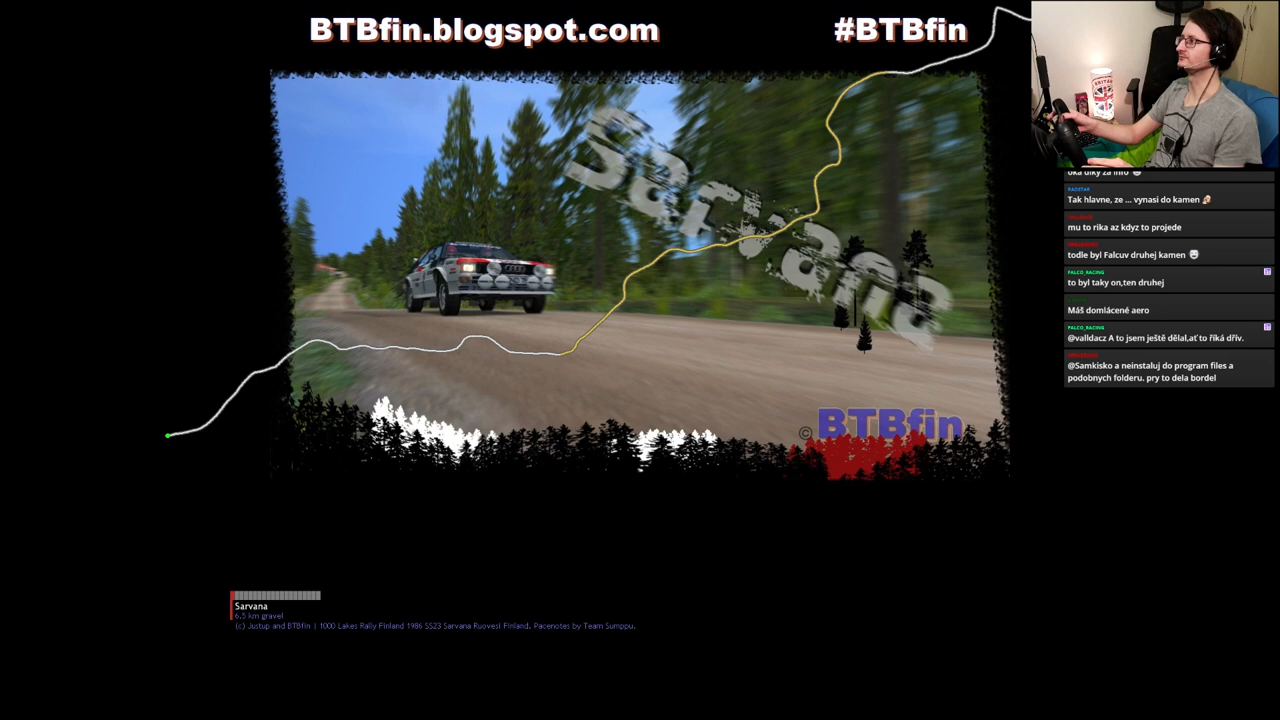 BTBfin.blogspot.com
#BTBfin
Sarvana
© BTBfin
Tak hlavne, ze ... vynasi do kamen
mu to rika az kdyz to projede
todle byl Falcuv druhej kamen
FALCO_RACING
to byl taky on,ten druhej
Máš domlácené aero
FALCO_RACING
@valldacz A to jsem ještě dělal,ať to říká dřív.
@Samkisko a neinstaluj do program files a
podobnych folderu. pry to dela bordel
Sarvana
6,5 km gravel
(c) Justup and BTBfin | 1000 Lakes Rally Finland 1986 SS23 Sarvana Ruovesi Finland. Pacenotes by Team Sumppu.